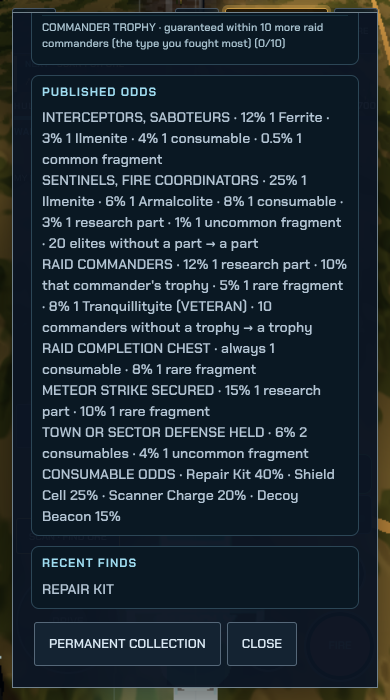 COMMANDER TROPHY · guaranteed within 10 more raid
commanders (the type you fought most) (0/10)
PUBLISHED ODDS
INTERCEPTORS, SABOTEURS · 12% 1 Ferrite ·
3% 1 Ilmenite · 4% 1 consumable · 0.5% 1
common fragment
SENTINELS, FIRE COORDINATORS · 25% 1
Ilmenite · 6% 1 Armalcolite · 8% 1 consumable ·
3% 1 research part · 1% 1 uncommon fragment
· 20 elites without a part → a part
RAID COMMANDERS · 12% 1 research part · 10%
that commander's trophy · 5% 1 rare fragment
· 8% 1 Tranquillityite (VETERAN) · 10
commanders without a trophy → a trophy
RAID COMPLETION CHEST · always 1
consumable · 8% 1 rare fragment
METEOR STRIKE SECURED · 15% 1 research
part · 10% 1 rare fragment
TOWN OR SECTOR DEFENSE HELD · 6% 2
consumables · 4% 1 uncommon fragment
CONSUMABLE ODDS · Repair Kit 40% · Shield
Cell 25% · Scanner Charge 20% · Decoy
Beacon 15%
RECENT FINDS
REPAIR KIT
PERMANENT COLLECTION
CLOSE